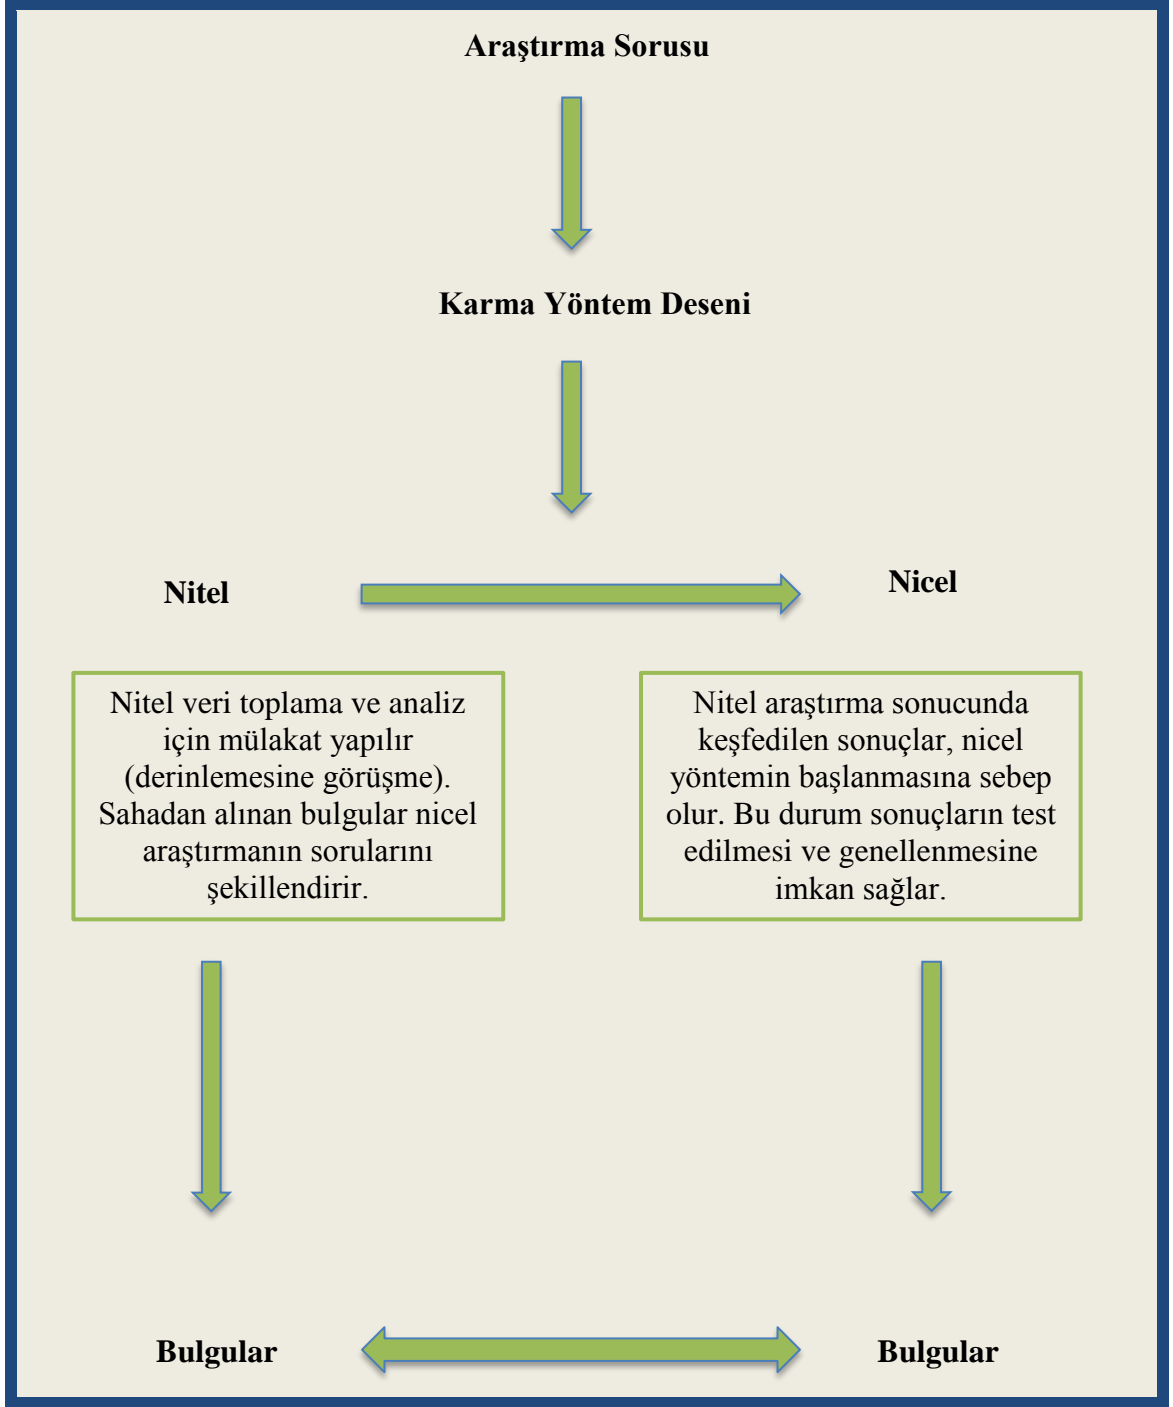 Araştırma Sorusu
Karma Yöntem Deseni
Nitel
Nicel
Nitel veri toplama ve analiz
için mülakat yapılır
(derinlemesine görüşme).
Sahadan alınan bulgular nicel
araştırmanın sorularını
şekillendirir.
Nitel araştırma sonucunda
keşfedilen sonuçlar, nicel
yöntemin başlanmasına sebep
olur. Bu durum sonuçların test
edilmesi ve genellenmesine
imkan sağlar.
Bulgular
Bulgular